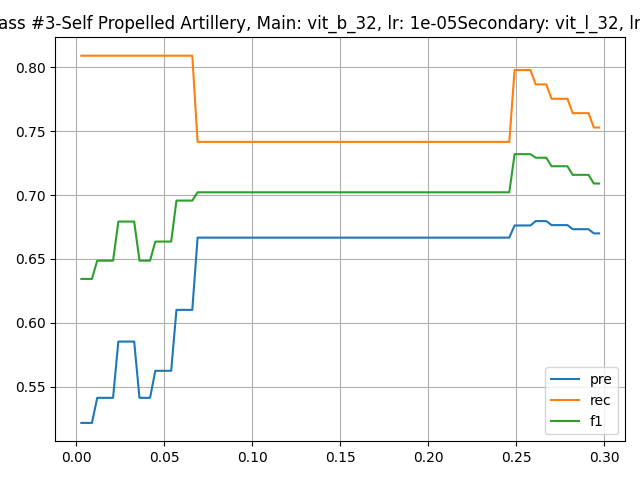 ass #3-Self Propelled Artillery, Main: vit_b_32, lr: 1e-05Secondary: vit_l_32, lr
0.80
0.75
0.70
0.65
0.60
0.55
0.00 0.05 0.10 0.15 0.20 0.25 0.30
pre
rec
f1